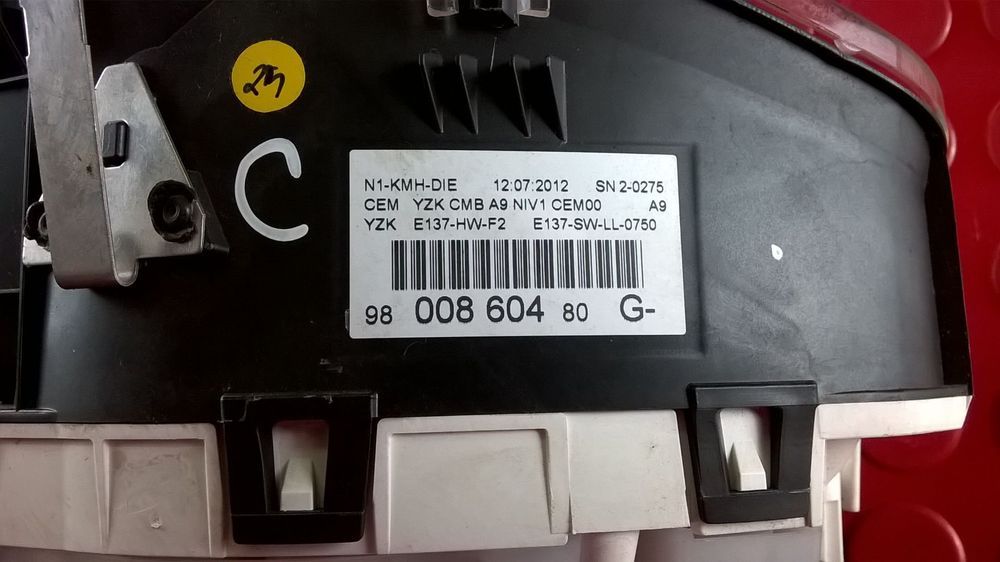 25
C
N1-KMH-DIE 12:07:2012 SN 2-0275
CEM YZK CMB A9 NIV1 CEM00 A9
YZK E137-HW-F2 E137-SW-LL-0750
98 008 604 80 G-